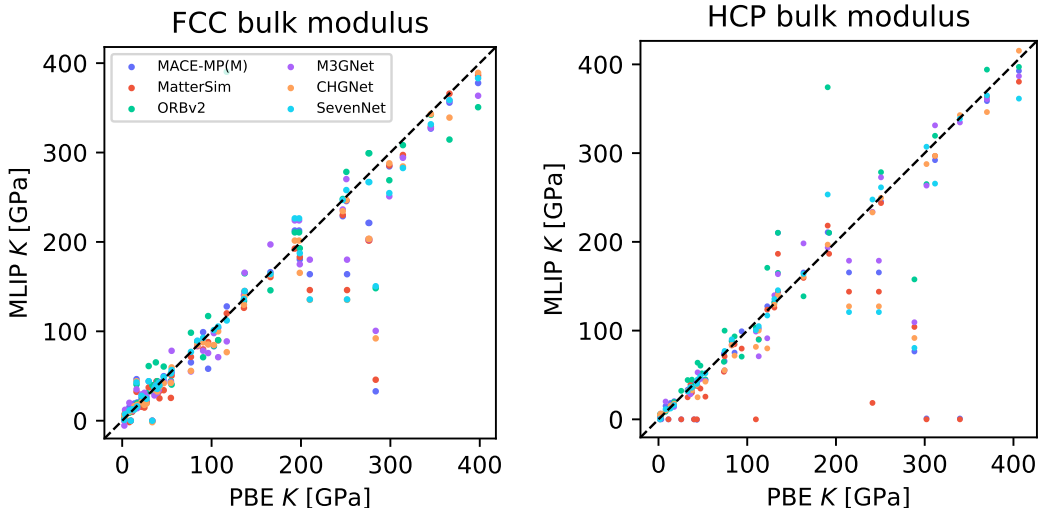 FCC bulk modulus
MACE-MP(M)
MatterSim
ORBv2
M3GNet
CHGNet
SevenNet
400
300
200
100
0
MLIP K [GPa]
0 100 200 300 400
PBE K [GPa]
HCP bulk modulus
400
300
200
100
0
MLIP K [GPa]
0 100 200 300 400
PBE K [GPa]